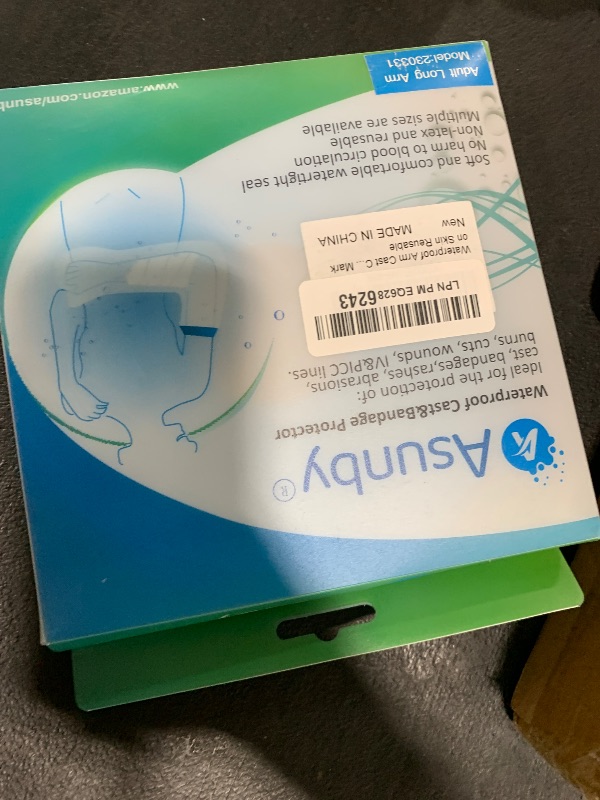 Asunby®
Waterproof Cast&Bandage Protector
Ideal for the protection of:
cast, bandages,rashes, abrasions,
burns, cuts, wounds, IV&PICC lines.
LPN PM EQ6286243
Waterproof Arm Cast C... Mark
on Skin Reusable
New MADE IN CHINA
Soft and comfortable watertight seal
No harm to blood circulation
Non-latex and reusable
Multiple sizes are available
Adult Long Arm
Model:230331
www.amazon.com/asunb